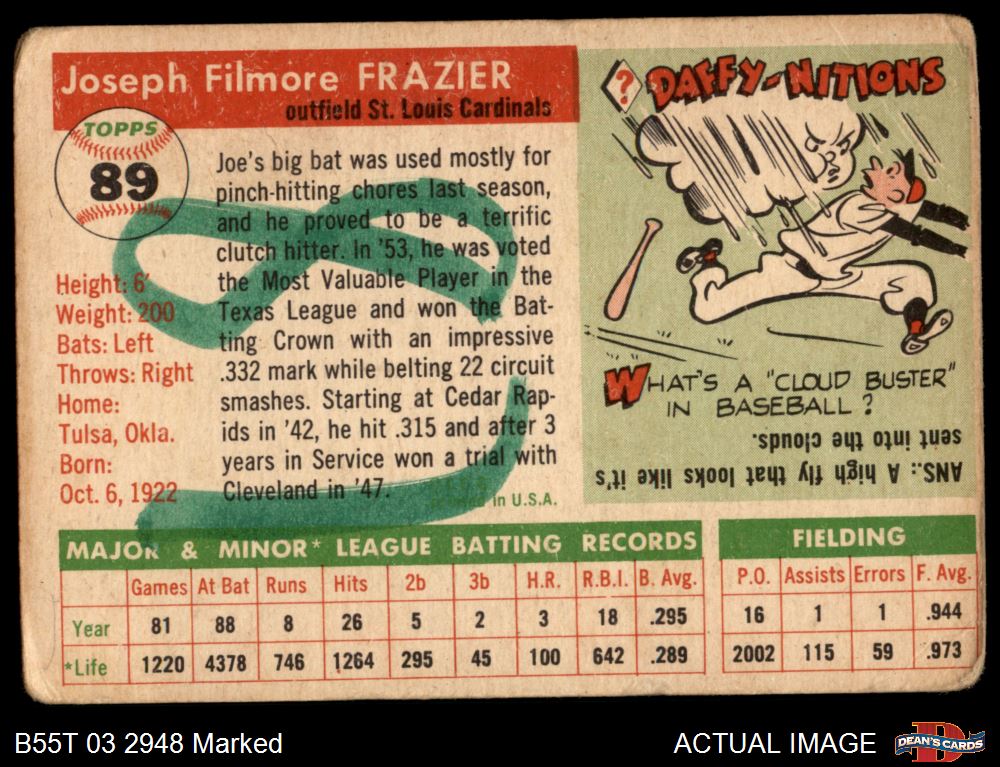 Joseph Filmore FRAZIER
outfield St. Louis Cardinals
TOPPS
89
Joe's big bat was used mostly for
pinch-hitting chores last season,
and he proved to be a terrific
clutch hitter. In '53, he was voted
the Most Valuable Player in the
Texas League and won the Bat-
ting Crown with an impressive
.332 mark while belting 22 circuit
smashes. Starting at Cedar Rap-
ids in '42, he hit .315 and after 3
years in Service won a trial with
Cleveland in '47.
in U.S.A.
Height: 6'
Weight: 200
Bats: Left
Throws: Right
Home:
Tulsa, Okla.
Born:
Oct. 6, 1922
? DAFFY-NITIONS
WHAT'S A "CLOUD BUSTER"
IN BASEBALL?
ANS.: A high fly that looks like it's
sent into the clouds.
MAJOR & MINOR* LEAGUE BATTING RECORDS
Games At Bat Runs Hits 2b 3b H.R. R.B.I. B. Avg.
Year 81 88 8 26 5 2 3 18 .295
*Life 1220 4378 746 1264 295 45 100 642 .289
FIELDING
P.O. Assists Errors F. Avg.
16 1 1 .944
2002 115 59 .973
B55T 03 2948 Marked
ACTUAL IMAGE
DEAN'S CARDS